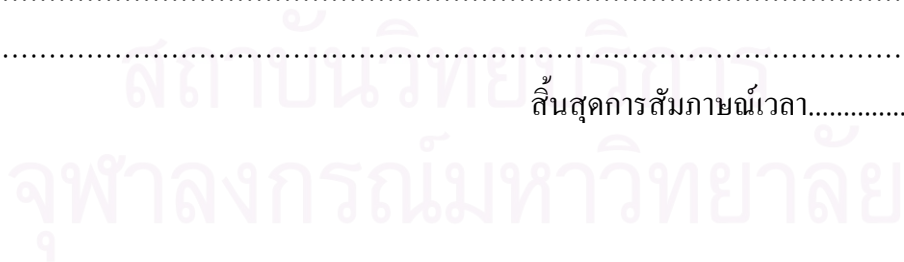 ................................................................................................
................................................................................................
สถาบันวิทยบริการ
สิ้นสุดการสัมภาษณ์เวลา..............
จุฬาลงกรณ์มหาวิทยาลัย